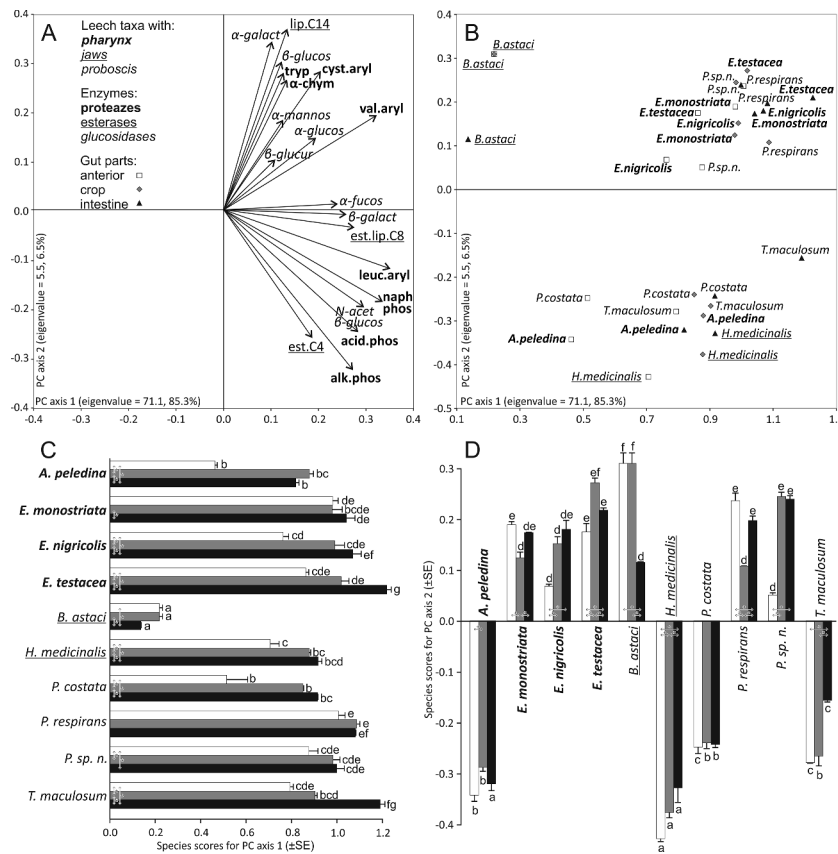 A
Leech taxa with:
pharynx
jaws
proboscis
Enzymes:
proteazes
esterases
glucosidases
Gut parts:
anterior
crop
intestine
0.4
0.3
0.2
0.1
0.0
-0.1
-0.2
-0.3
-0.4
PC axis 2 (eigenvalue = 5.5, 6.5%)
lip.C14
α-galact
β-glucos
tryp
cyst.aryl
α-chym
val.aryl
α-mannos
α-glucos
β-glucur
α-fucos
β-galact
est.lip.C8
leuc.aryl
naph
phos
N-acet
β-glucos
acid.phos
est.C4
alk.phos
PC axis 1 (eigenvalue = 71.1, 85.3%)
-0.4 -0.3 -0.2 -0.1 0.0 0.1 0.2 0.3 0.4
B
0.4
0.3
0.2
0.1
0.0
-0.1
-0.2
-0.3
-0.4
PC axis 2 (eigenvalue = 5.5, 6.5%)
B.astaci
B.astaci
E.testacea
P.sp.n.
P.respirans
P.sp.n.
P.respirans
E.testacea
E.monostriata
E.testacea
E.nigricolis
E.nigricolis
E.monostriata
E.monostriata
B.astaci
P.respirans
E.nigricolis
P.sp.n.
T.maculosum
P.costata
P.costata
P.costata
T.maculosum
T.maculosum
A.peledina
A.peledina
A.peledina
H.medicinalis
H.medicinalis
H.medicinalis
PC axis 1 (eigenvalue = 71.1, 85.3%)
0.1 0.3 0.5 0.7 0.9 1.1 1.
C
A. peledina
b
bc
b
E. monostriata
de
bcde
de
E. nigricolis
cd
cde
ef
E. testacea
cde
de
g
B. astaci
a
a
a
H. medicinalis
c
bc
bcd
P. costata
b
b
bc
P. respirans
e
e
ef
P. sp. n.
cde
cde
cde
T. maculosum
cde
bcd
fg
0.0 0.2 0.4 0.6 0.8 1.0 1.2 1.4
Species scores for PC axis 1 (±SE)
D
Species scores for PC axis 2 (±SE)
0.3
0.2
0.1
0.0
-0.1
-0.2
-0.3
-0.4
A. peledina
b
b
a
E. monostriata
e
d
de
E. nigricolis
d
e
de
E. testacea
e
ef
e
B. astaci
f
f
d
H. medicinalis
a
a
a
P. costata
c
b
c
P. respirans
e
d
e
P. sp. n.
d
e
e
T. maculosum
c
b
c